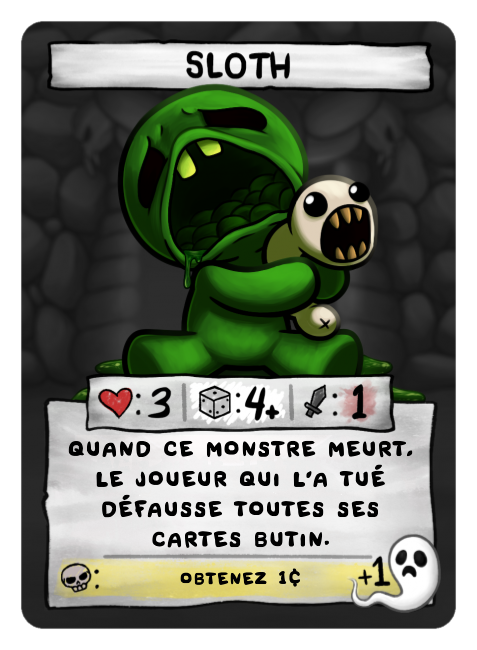 SLOTH
:3 :4+ :1
QUAND CE MONSTRE MEURT.
LE JOUEUR QUI L'A TUÉ
DÉFAUSSE TOUTES SES
CARTES BUTIN.
: OBTENEZ 1¢ +1